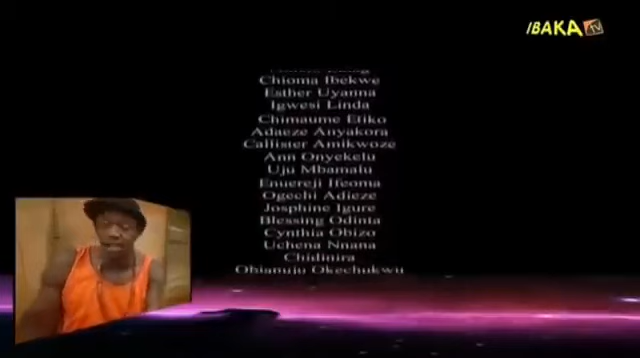 IBAKA TV
Chioma Ibekwe
Esther Uyanna
Igwesi Linda
Chimaume Etiko
Adaeze Anyakora
Callister Amikwoze
Ann Onyekelu
Uju Mbamalu
Enuereji Ifeoma
Ogechi Adieze
Josphine Igure
Blessing Odinta
Cynthia Obizo
Uchena Nnana
Chidinira
Obianuju Okechukwu